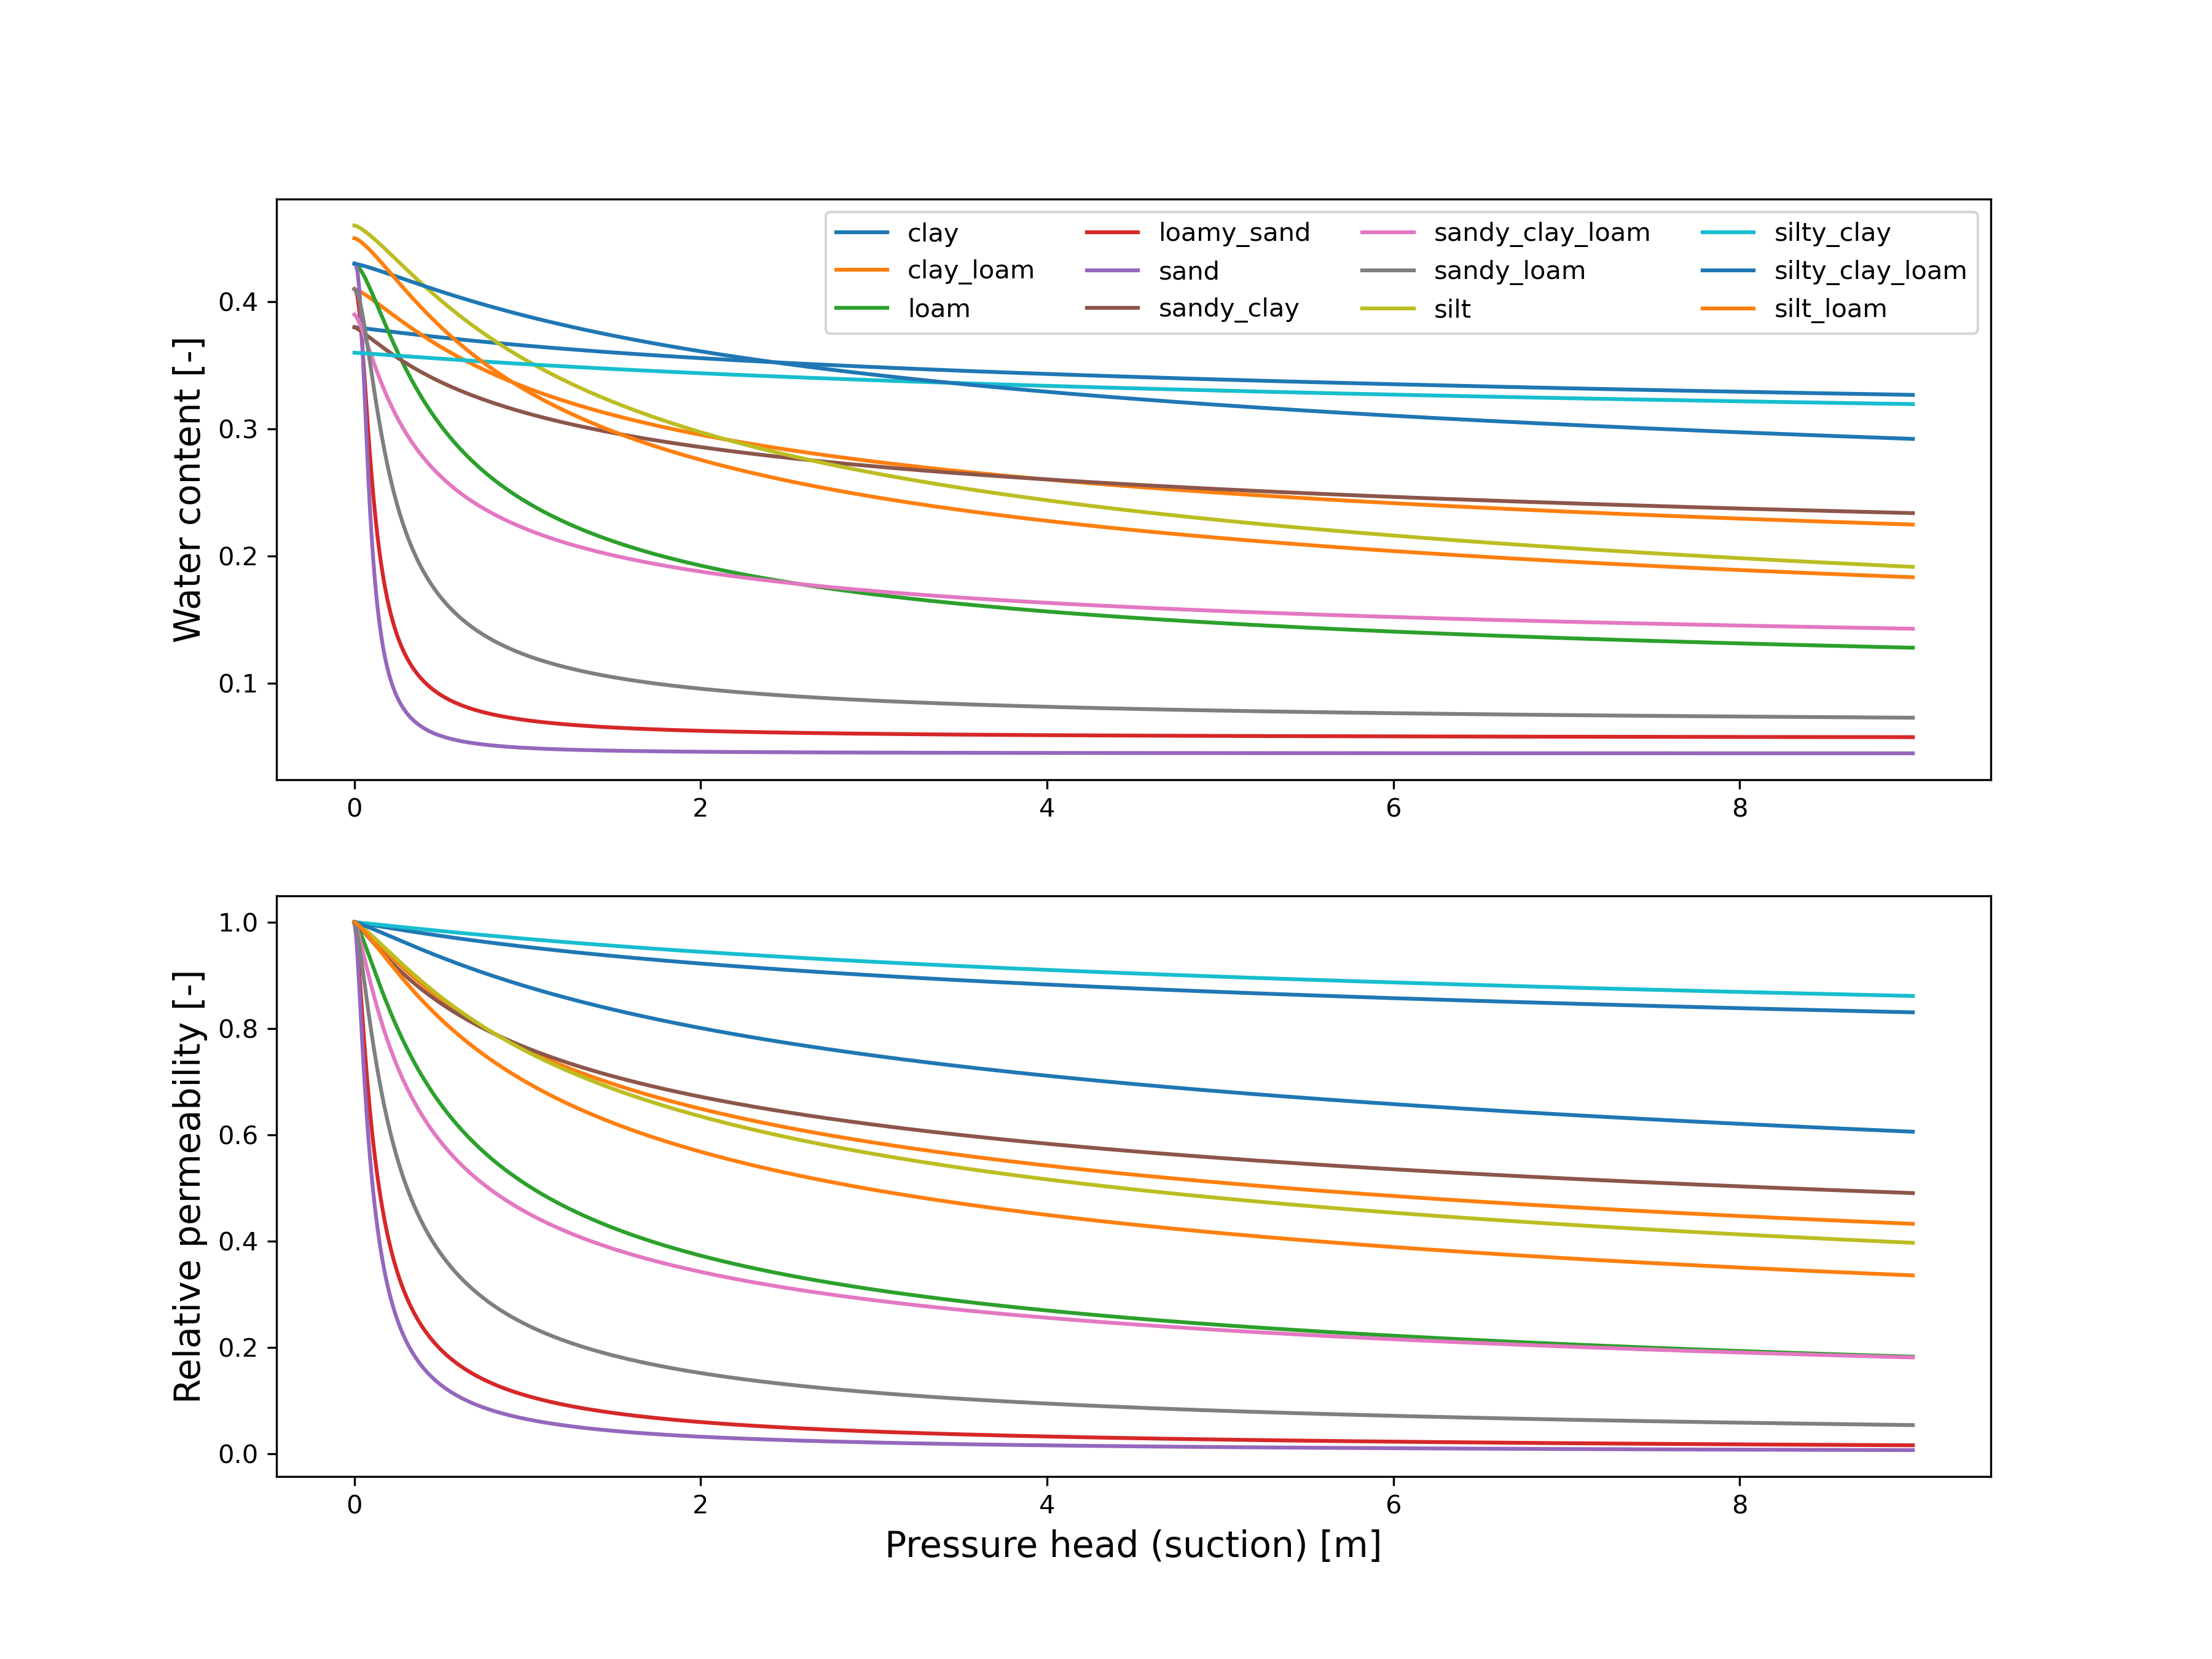 Water content [-]
0.4
0.3
0.2
0.1
clay
clay_loam
loam
loamy_sand
sand
sandy_clay
sandy_clay_loam
sandy_loam
silt
silty_clay
silty_clay_loam
silt_loam
0 2 4 6 8
Relative permeability [-]
1.0
0.8
0.6
0.4
0.2
0.0
0 2 4 6 8
Pressure head (suction) [m]